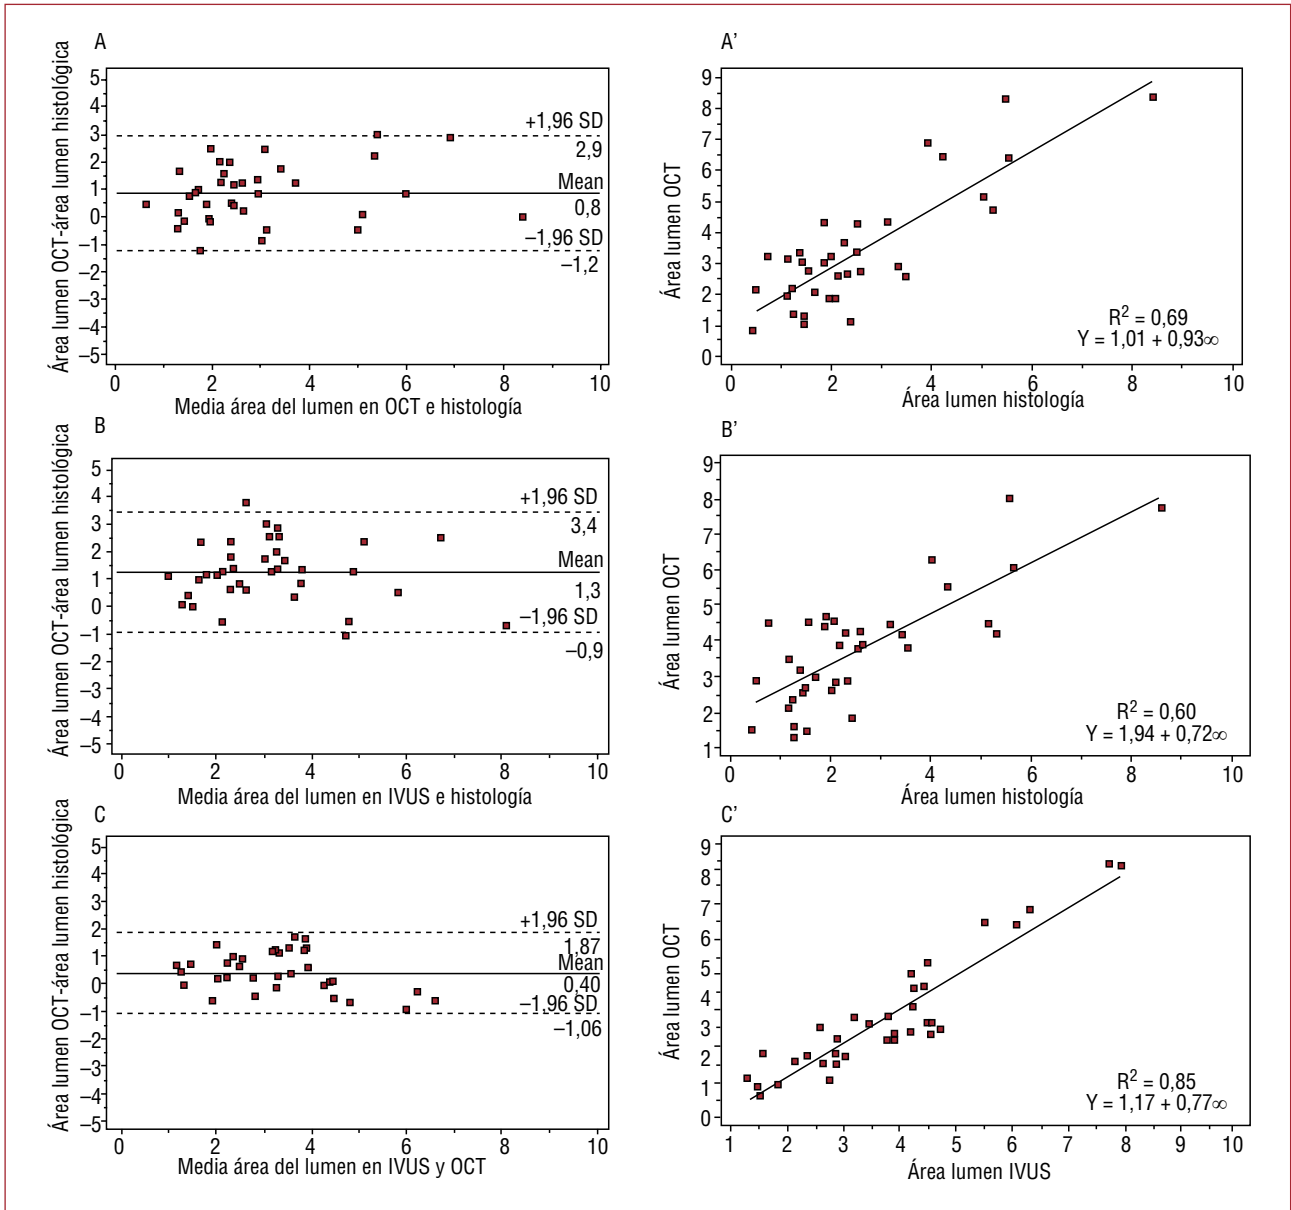 A
Área lumen OCT-área lumen histológica
5
4
3
2
1
0
–1
–2
–3
–4
–5
+1,96 SD
2,9
Mean
0,8
–1,96 SD
–1,2
0 2 4 6 8 10
Media área del lumen en OCT e histología
A’
Área lumen OCT
9
8
7
6
5
4
3
2
1
0
R² = 0,69
Y = 1,01 + 0,93∞
0 2 4 6 8 10
Área lumen histología
B
Área lumen OCT-área lumen histológica
5
4
3
2
1
0
–1
–2
–3
–4
–5
+1,96 SD
3,4
Mean
1,3
–1,96 SD
–0,9
0 2 4 6 8 10
Media área del lumen en IVUS e histología
B’
Área lumen OCT
9
8
7
6
5
4
3
2
1
R² = 0,60
Y = 1,94 + 0,72∞
0 2 4 6 8 10
Área lumen histología
C
Área lumen OCT-área lumen histológica
5
4
3
2
1
0
–1
–2
–3
–4
–5
+1,96 SD
1,87
Mean
0,40
–1,96 SD
–1,06
0 2 4 6 8 10
Media área del lumen en IVUS y OCT
C’
Área lumen OCT
9
8
7
6
5
4
3
2
1
0
R² = 0,85
Y = 1,17 + 0,77∞
1 2 3 4 5 6 7 8 9 10
Área lumen IVUS